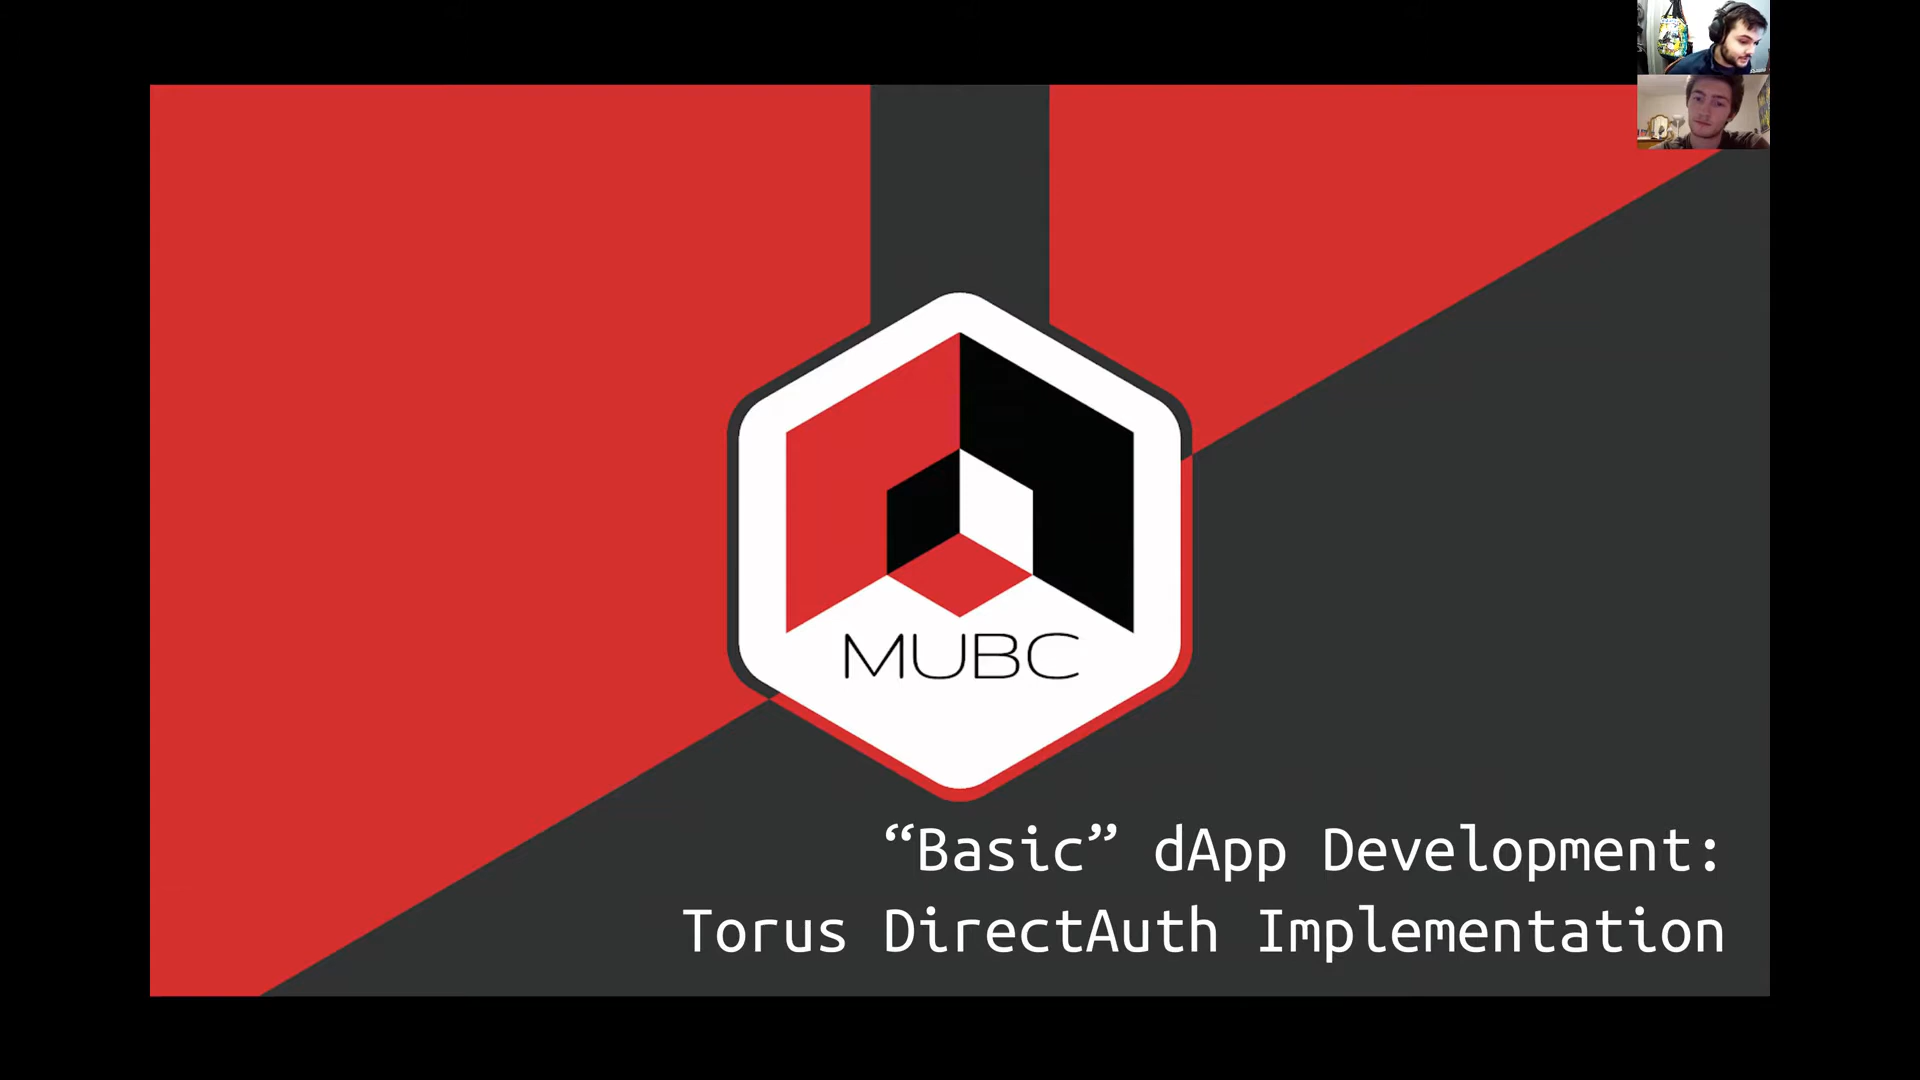 MUBC
“Basic” dApp Development:
Torus DirectAuth Implementation